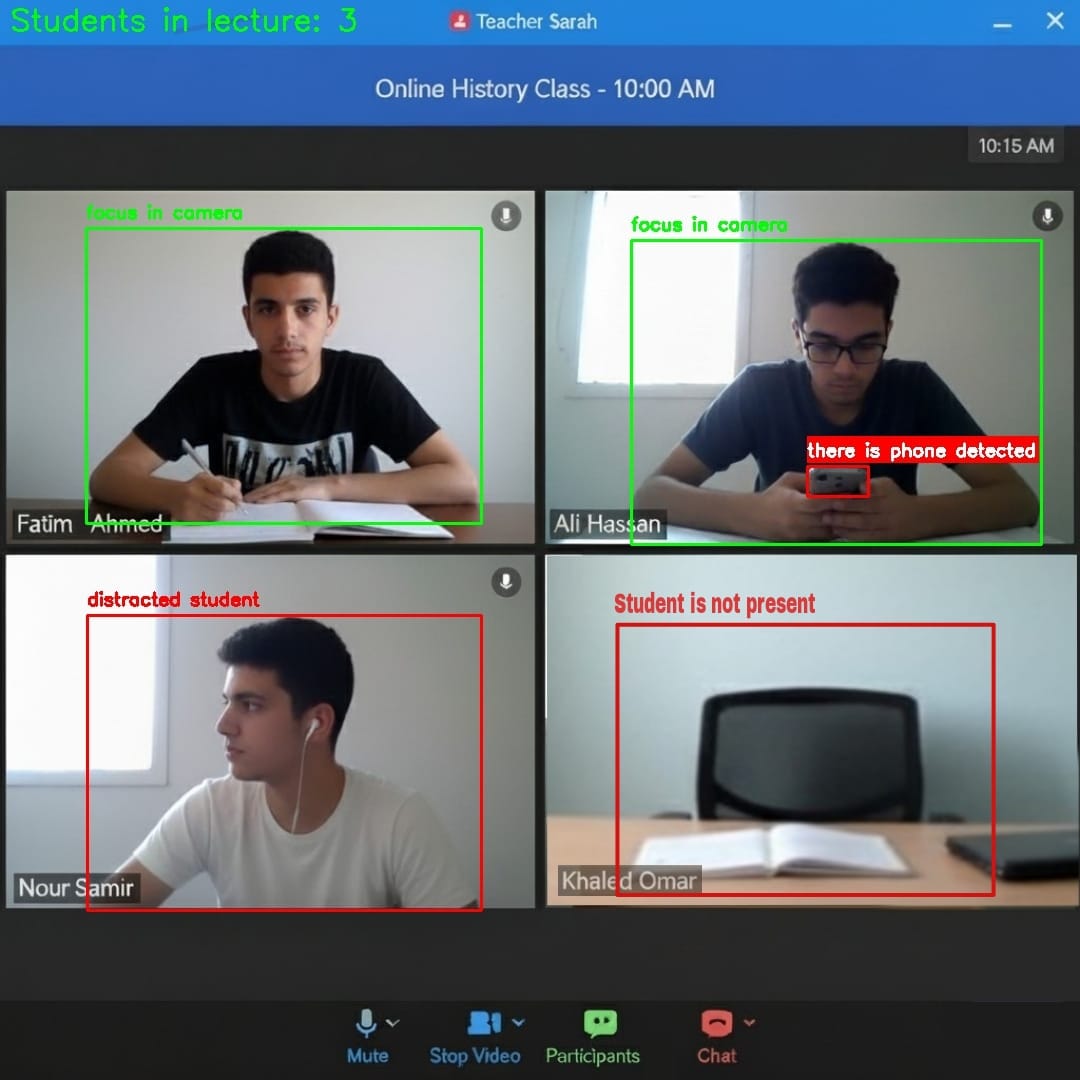 Students in lecture: 3
Teacher Sarah
Online History Class - 10:00 AM
10:15 AM
focus in camera
focus in camera
there is phone detected
Fatim Ahmed
Ali Hassan
distracted student
Student is not present
Nour Samir
Khaled Omar
Mute
Stop Video
Participants
Chat